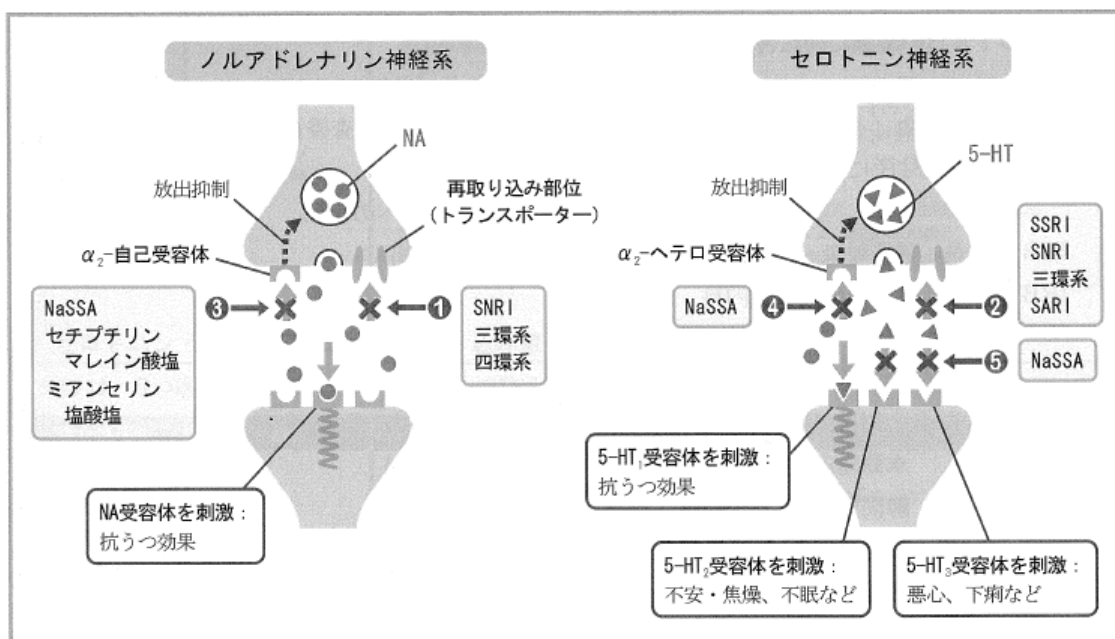 ノルアドレナリン神経系
NA
放出抑制
再取り込み部位
(トランスポーター)
α₂-自己受容体
NaSSA
セチプチリン
マレイン酸塩
ミアンセリン
塩酸塩
❸
❶
SNRI
三環系
四環系
NA受容体を刺激：
抗うつ効果
セロトニン神経系
5-HT
放出抑制
α₂-ヘテロ受容体
NaSSA
❹
❷
SSRI
SNRI
三環系
SARI
❺
NaSSA
5-HT₁受容体を刺激：
抗うつ効果
5-HT₂受容体を刺激：
不安・焦燥、不眠など
5-HT₃受容体を刺激：
悪心、下痢など